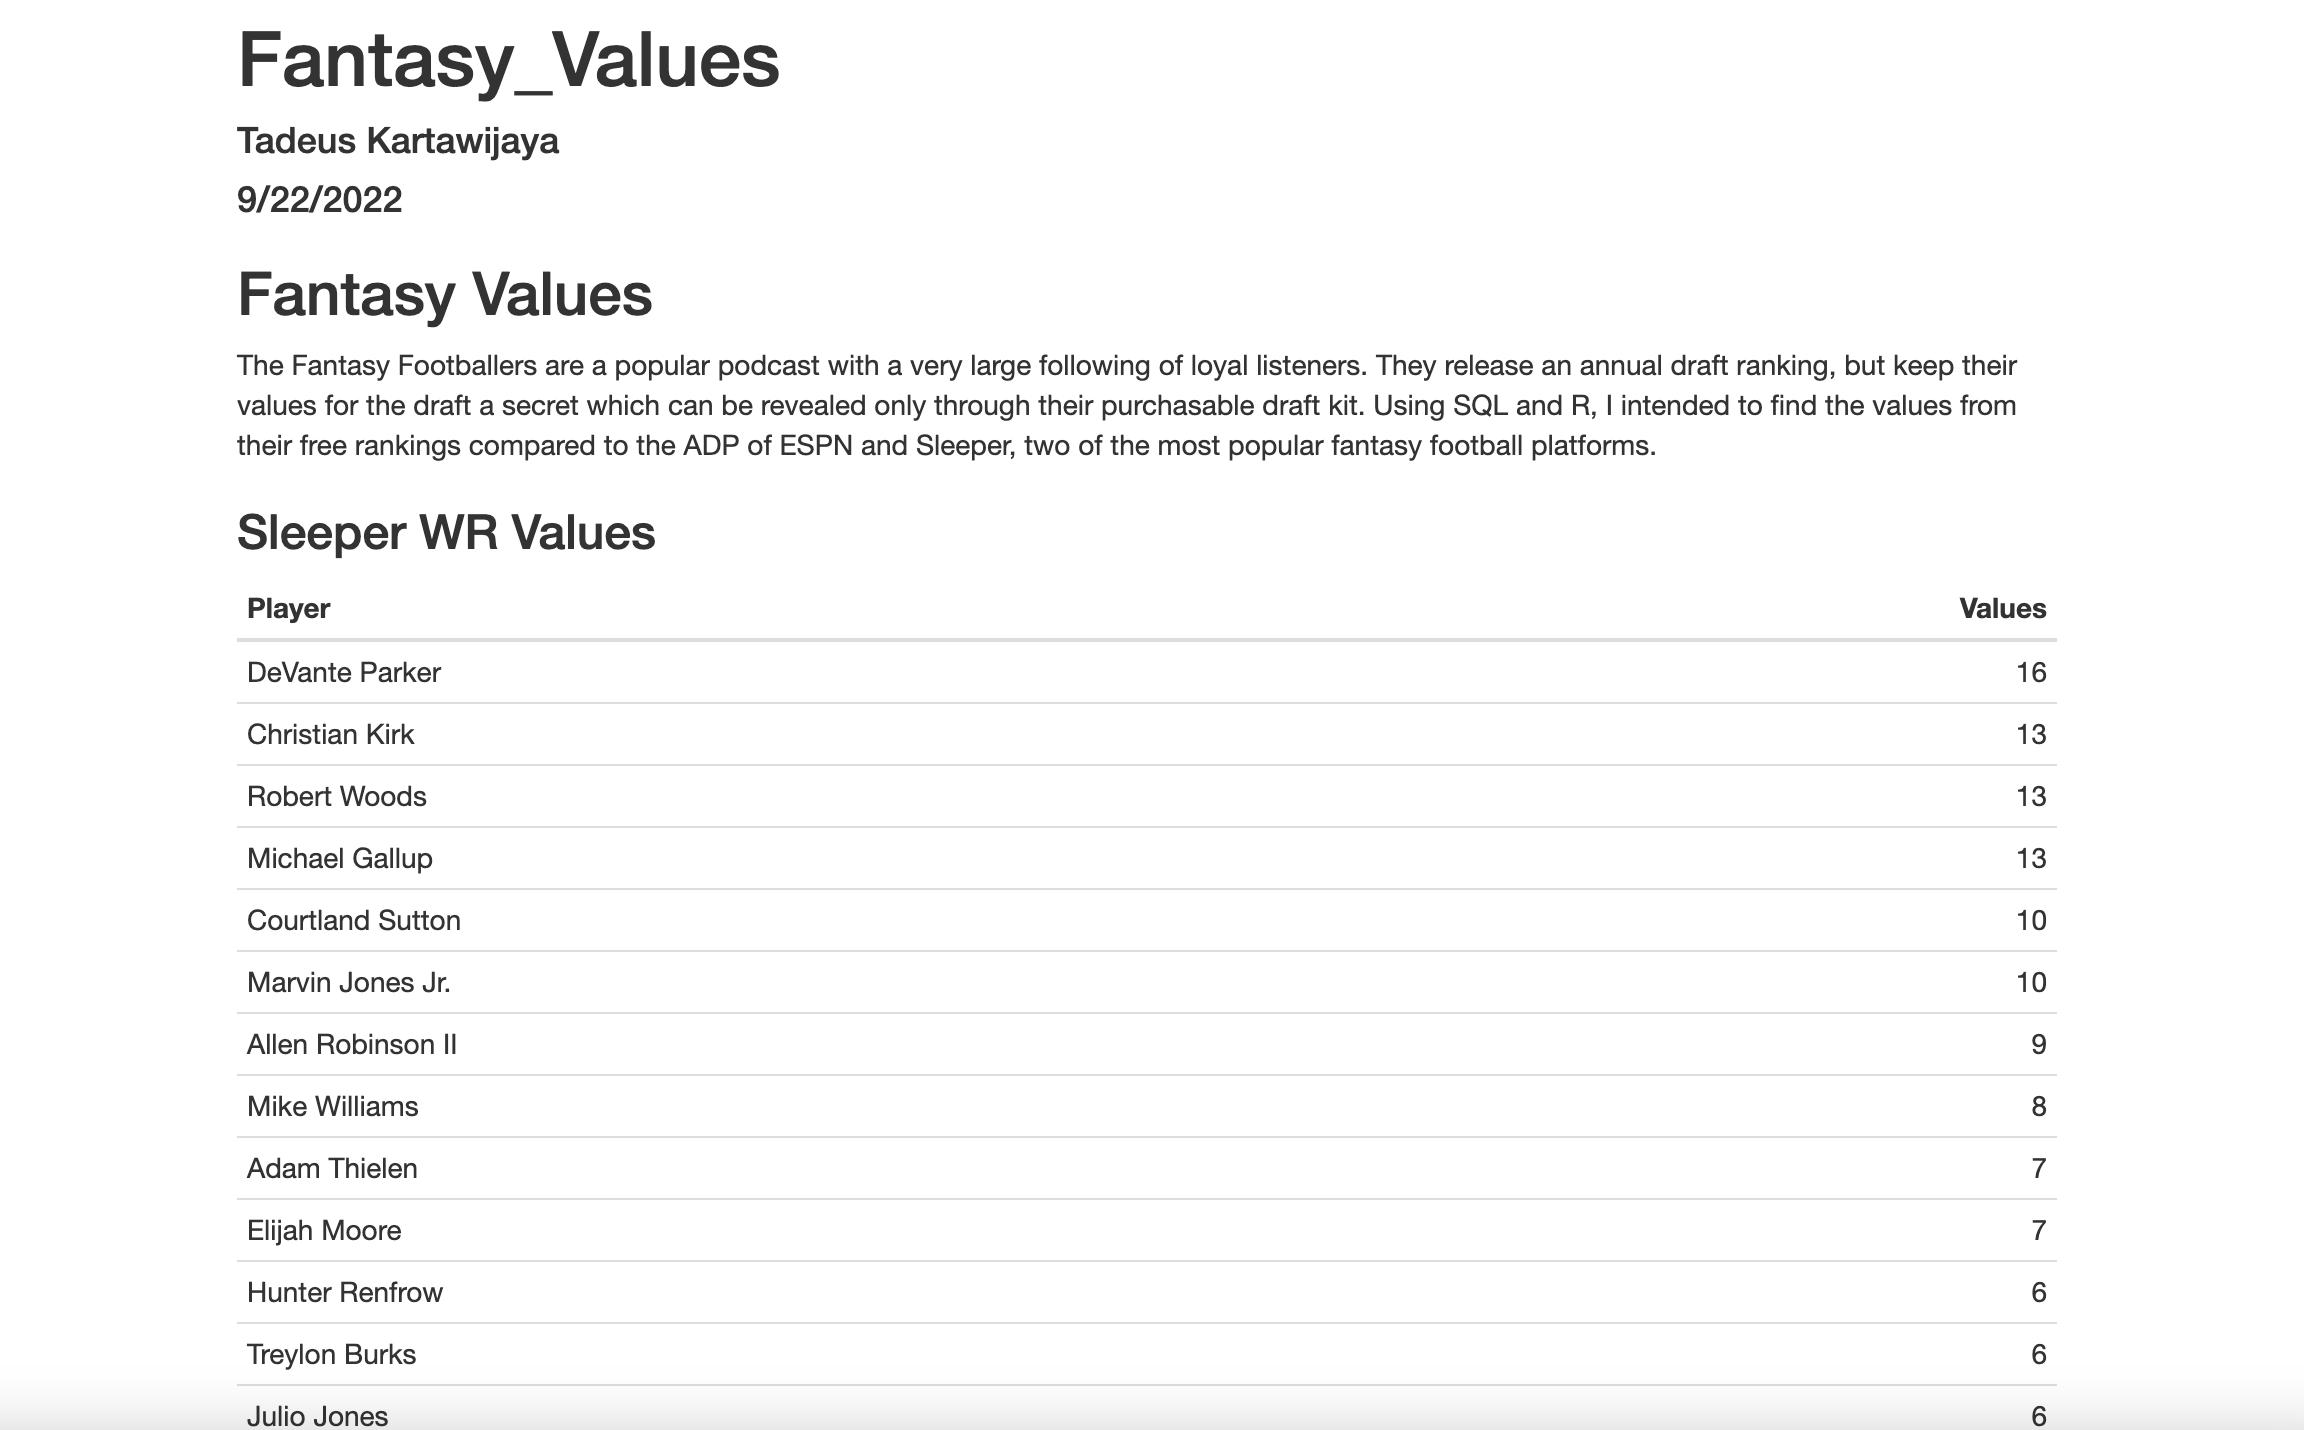 Fantasy_Values
Tadeus Kartawijaya
9/22/2022
Fantasy Values
The Fantasy Footballers are a popular podcast with a very large following of loyal listeners. They release an annual draft ranking, but keep their
values for the draft a secret which can be revealed only through their purchasable draft kit. Using SQL and R, I intended to find the values from
their free rankings compared to the ADP of ESPN and Sleeper, two of the most popular fantasy football platforms.
Sleeper WR Values
Player Values
DeVante Parker 16
Christian Kirk 13
Robert Woods 13
Michael Gallup 13
Courtland Sutton 10
Marvin Jones Jr. 10
Allen Robinson II 9
Mike Williams 8
Adam Thielen 7
Elijah Moore 7
Hunter Renfrow 6
Treylon Burks 6
Julio Jones 6